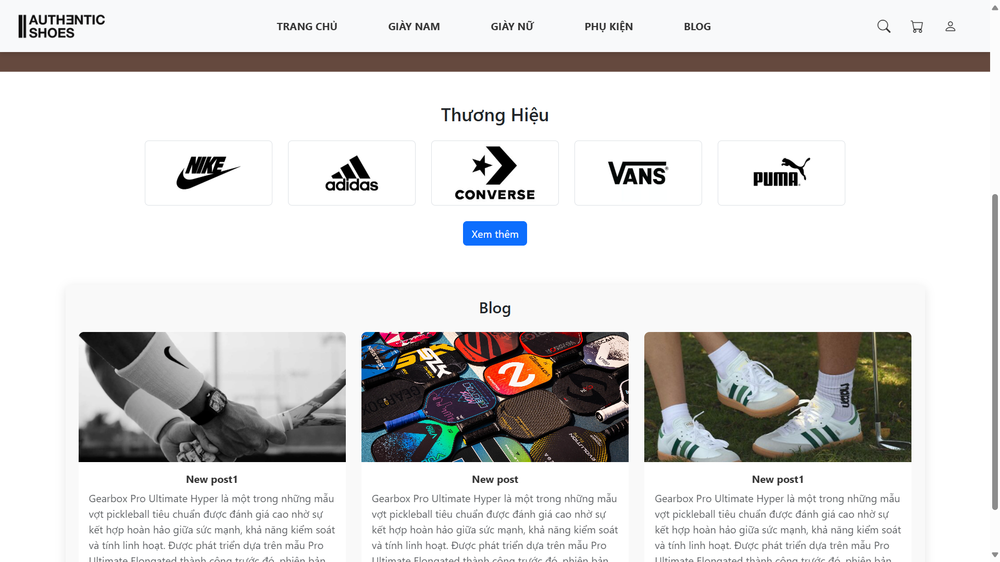 AUTHENTIC
SHOES
TRANG CHỦ
GIÀY NAM
GIÀY NỮ
PHỤ KIỆN
BLOG
Thương Hiệu
NIKE
adidas
CONVERSE
VANS®
PUMA®
Xem thêm
Blog
ASSASSIN
VOYAGER
GEARBOX
EVOLUTION
New post1
Gearbox Pro Ultimate Hyper là một trong những mẫu
vợt pickleball tiêu chuẩn được đánh giá cao nhờ sự
kết hợp hoàn hảo giữa sức mạnh, khả năng kiểm soát
và tính linh hoạt. Được phát triển dựa trên mẫu Pro
Ultimate Elongated thành công trước đó, phiên bản
New post
Gearbox Pro Ultimate Hyper là một trong những mẫu
vợt pickleball tiêu chuẩn được đánh giá cao nhờ sự
kết hợp hoàn hảo giữa sức mạnh, khả năng kiểm soát
và tính linh hoạt. Được phát triển dựa trên mẫu Pro
Ultimate Elongated thành công trước đó, phiên bản
New post1
Gearbox Pro Ultimate Hyper là một trong những mẫu
vợt pickleball tiêu chuẩn được đánh giá cao nhờ sự
kết hợp hoàn hảo giữa sức mạnh, khả năng kiểm soát
và tính linh hoạt. Được phát triển dựa trên mẫu Pro
Ultimate Elongated thành công trước đó, phiên bản